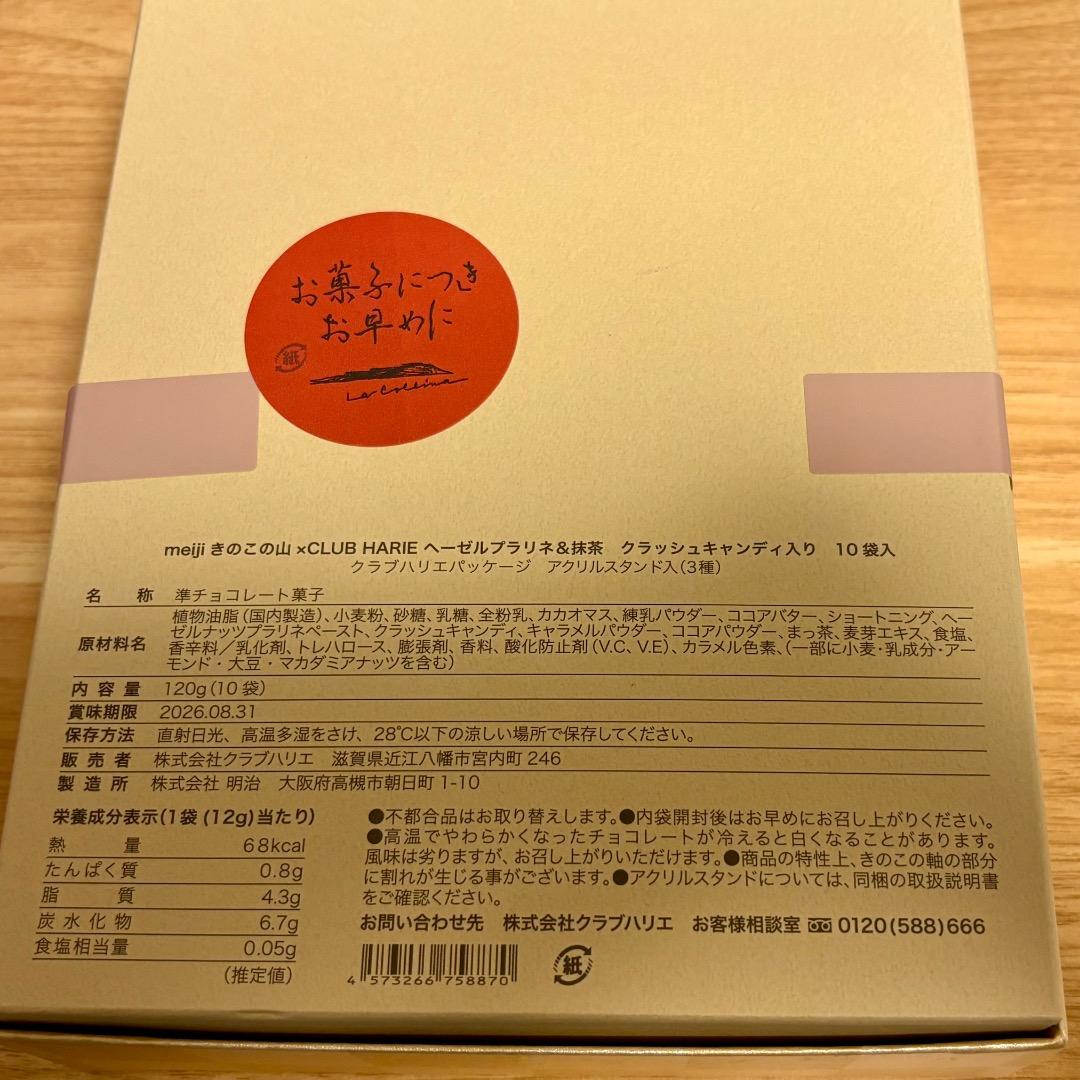 お菓子につき
お早めに
紙
La Collina
meiji きのこの山 ×CLUB HARIE ヘーゼルプラリネ&抹茶　クラッシュキャンディ入り　10袋入
クラブハリエパッケージ　アクリルスタンド入(3種)
名　称　準チョコレート菓子
原材料名　植物油脂(国内製造)、小麦粉、砂糖、乳糖、全粉乳、カカオマス、練乳パウダー、ココアバター、ショートニング、ヘー
ゼルナッツプラリネペースト、クラッシュキャンディ、キャラメルパウダー、ココアパウダー、まっ茶、麦芽エキス、食塩、
香辛料／乳化剤、トレハロース、膨張剤、香料、酸化防止剤(V.C、V.E)、カラメル色素、(一部に小麦・乳成分・アー
モンド・大豆・マカダミアナッツを含む)
内容量　120g(10袋)
賞味期限　2026.08.31
保存方法　直射日光、高温多湿をさけ、28℃以下の涼しい場所で保存してください。
販売者　株式会社クラブハリエ　滋賀県近江八幡市宮内町246
製造所　株式会社 明治　大阪府高槻市朝日町1-10
栄養成分表示(1袋(12g)当たり)
熱量　68kcal
たんぱく質　0.8g
脂質　4.3g
炭水化物　6.7g
食塩相当量　0.05g
(推定値)
●不都合品はお取り替えします。●内袋開封後はお早めにお召し上がりください。
●高温でやわらかくなったチョコレートが冷えると白くなることがあります。
風味は劣りますが、お召し上がりいただけます。●商品の特性上、きのこの軸の部分
に割れが生じる事がございます。●アクリルスタンドについては、同梱の取扱説明書
をご確認ください。
お問い合わせ先　株式会社クラブハリエ　お客様相談室 0120(588)666
4 573266 758870
紙